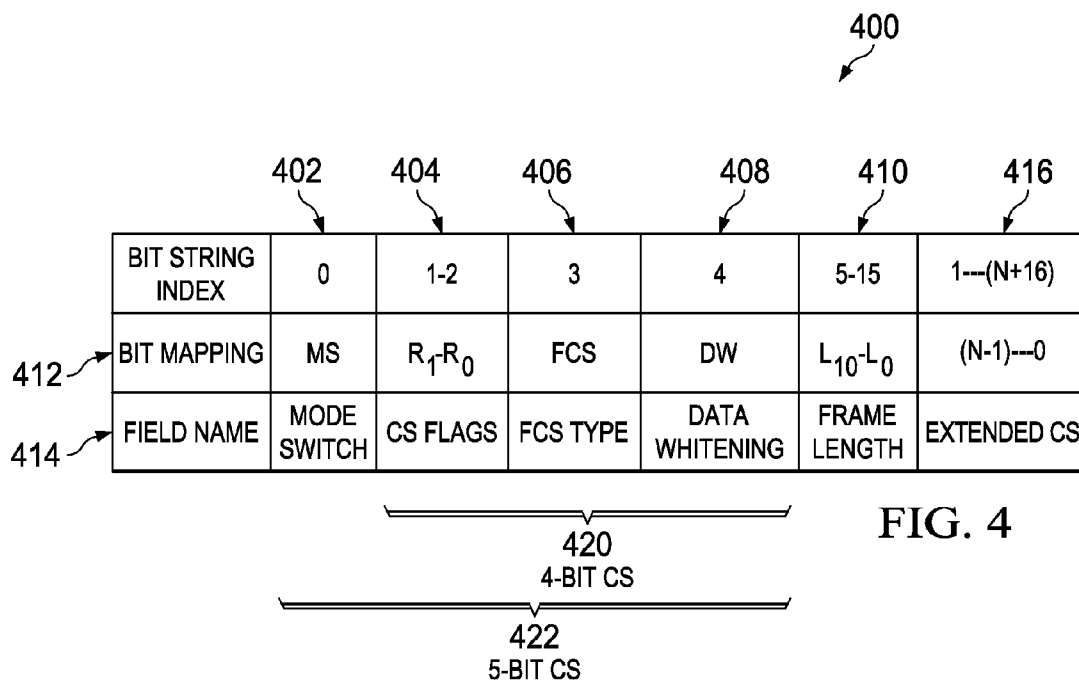 400
402 404 406 408 410 416
BIT STRING INDEX 0 1-2 3 4 5-15 1---(N+16)
412 BIT MAPPING MS R₁-R₀ FCS DW L₁₀-L₀ (N-1)---0
414 FIELD NAME MODE SWITCH CS FLAGS FCS TYPE DATA WHITENING FRAME LENGTH EXTENDED CS
420
4-BIT CS
FIG. 4
422
5-BIT CS